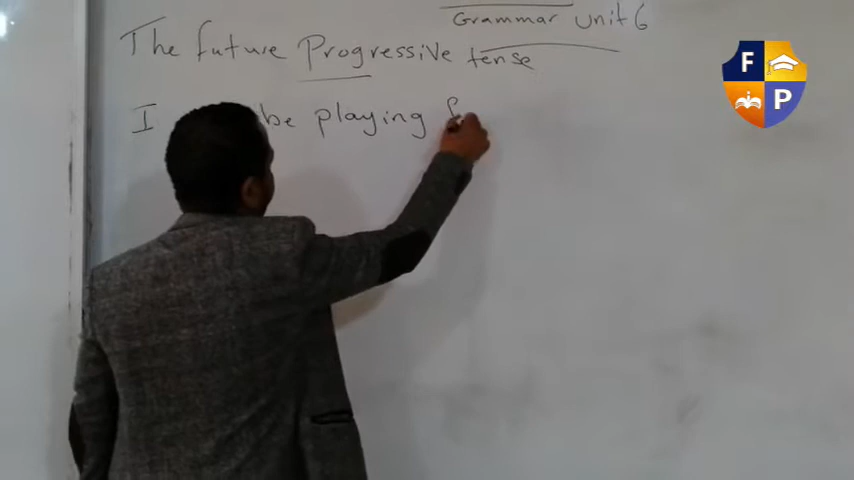 Grammar Unit 6
The future Progressive tense
I be playing f
F P